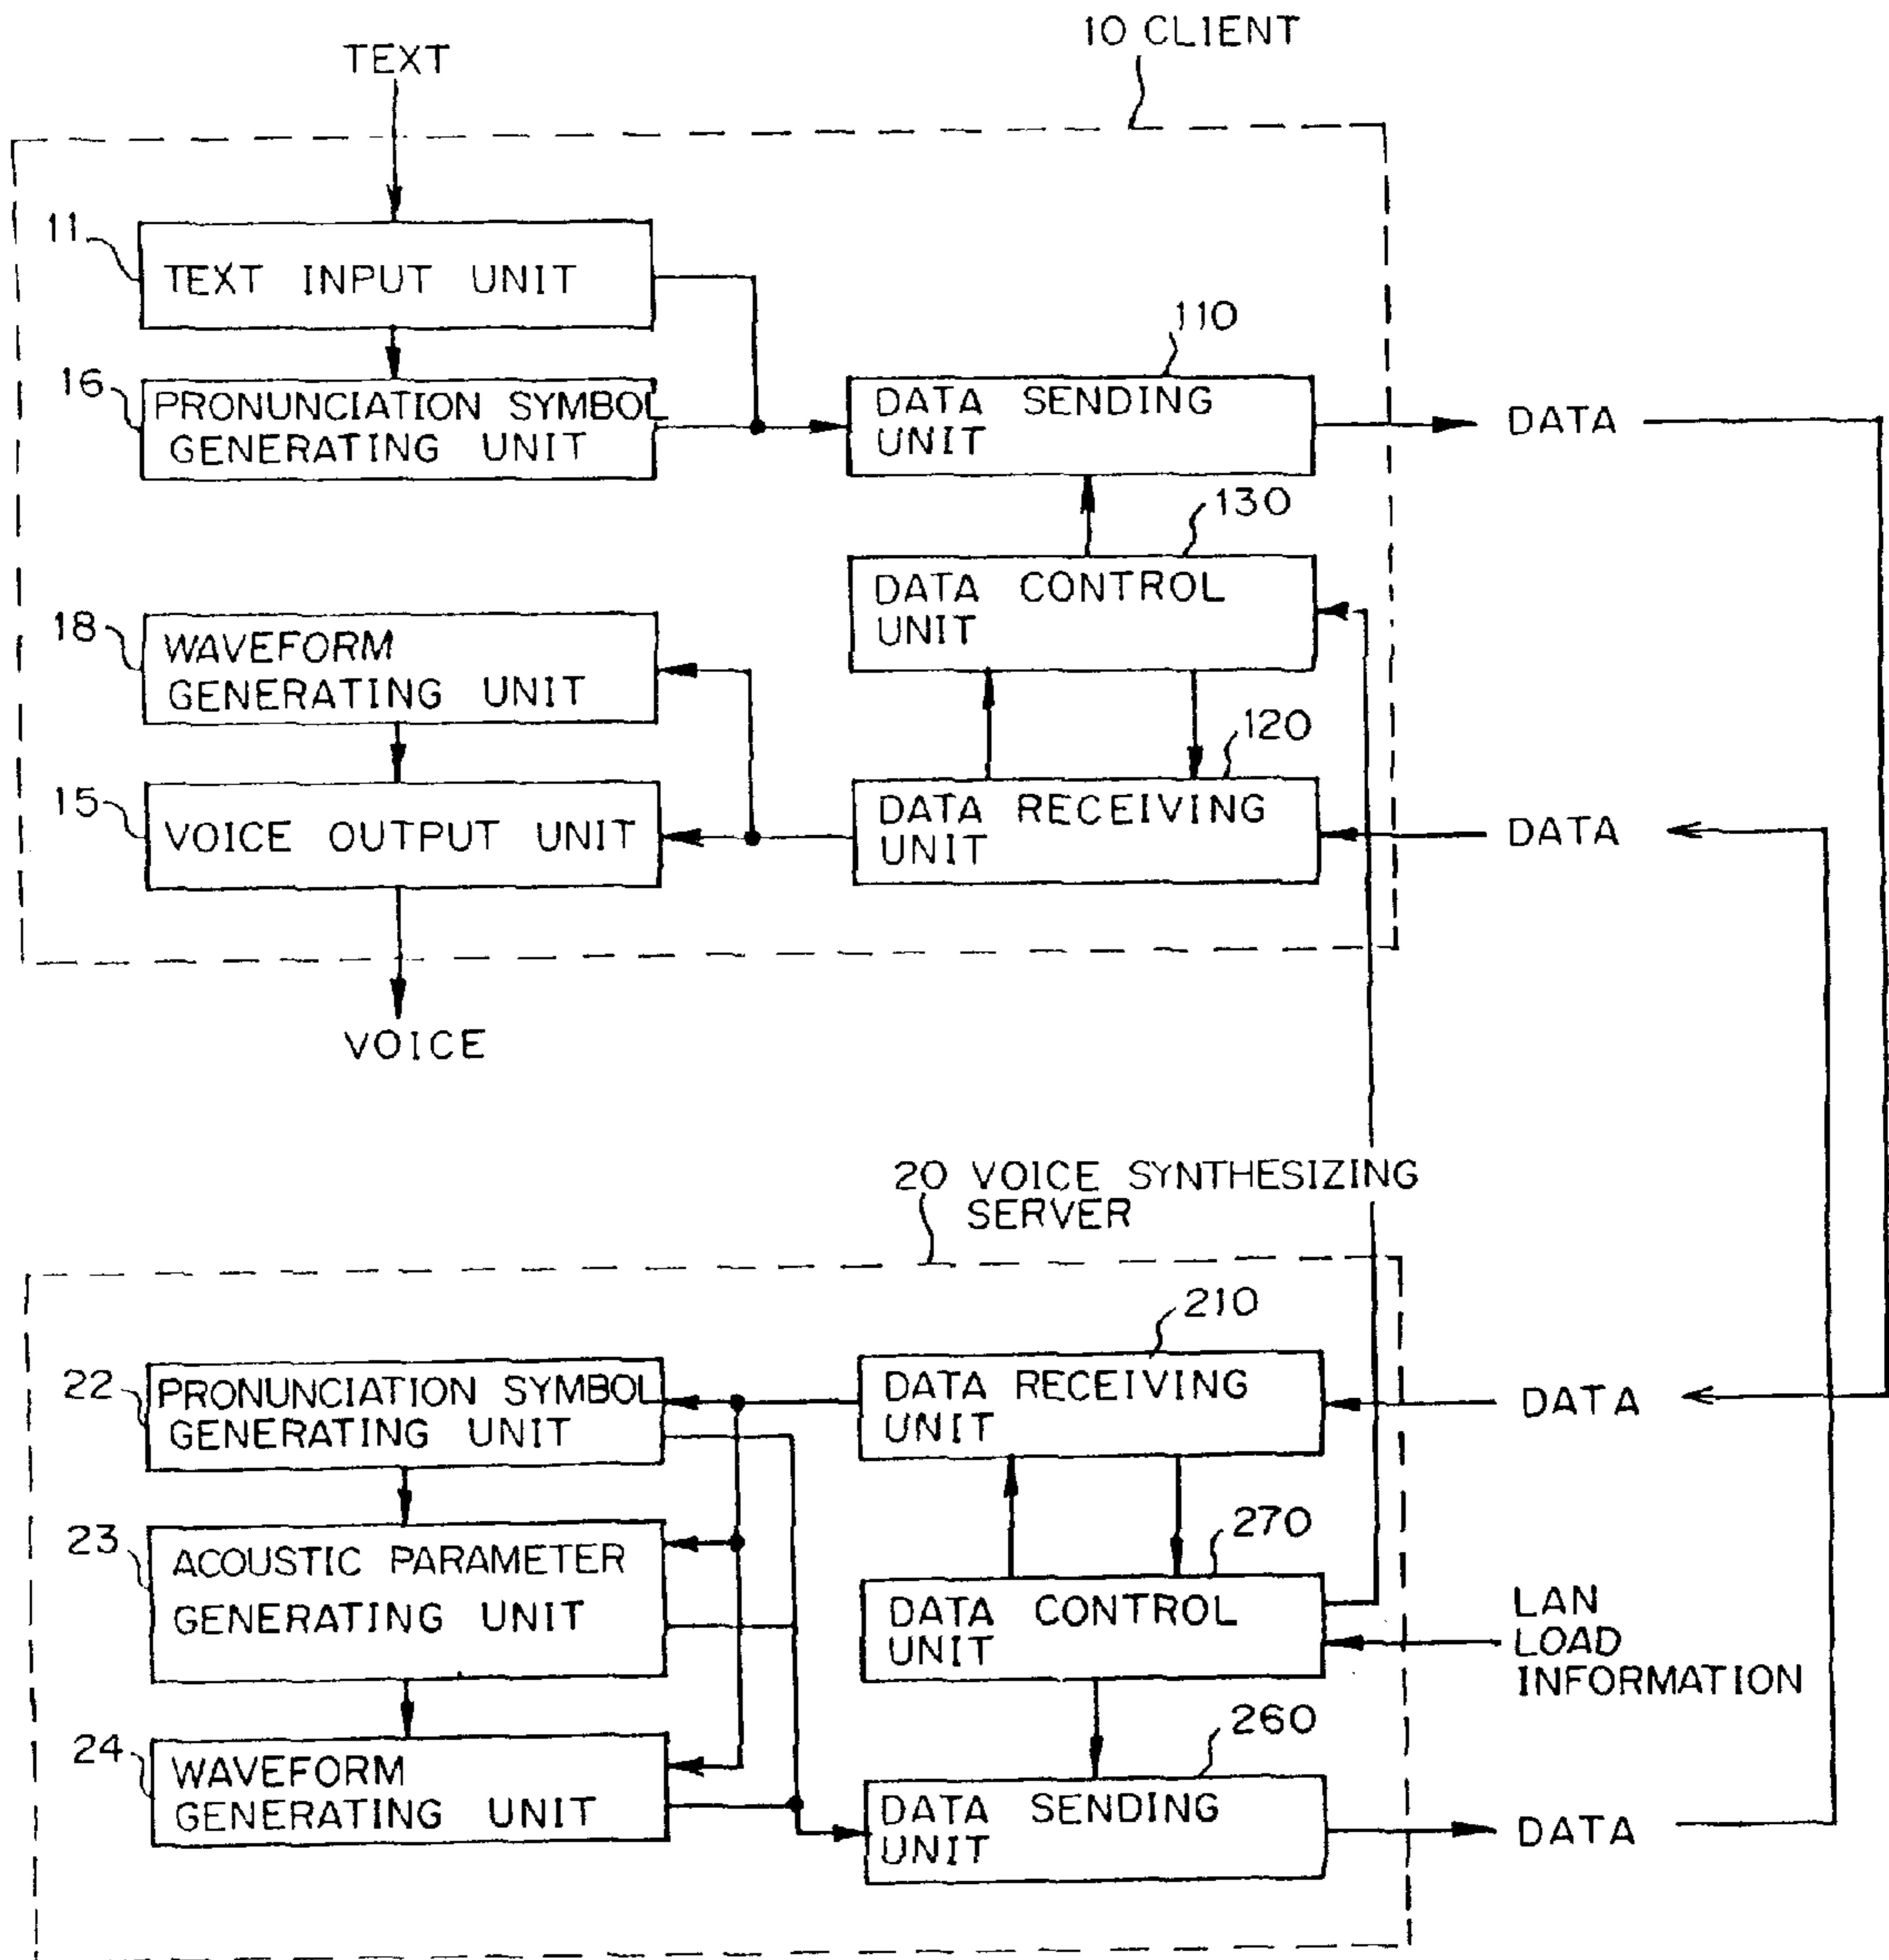 10 CLIENT
TEXT
11
TEXT INPUT UNIT
110
16
PRONUNCIATION SYMBOL
GENERATING UNIT
DATA SENDING
UNIT
DATA
130
DATA CONTROL
UNIT
18
WAVEFORM
GENERATING UNIT
120
15
VOICE OUTPUT UNIT
DATA RECEIVING
UNIT
DATA
VOICE
20 VOICE SYNTHESIZING
SERVER
210
22
PRONUNCIATION SYMBOL
GENERATING UNIT
DATA RECEIVING
UNIT
DATA
23
ACOUSTIC PARAMETER
GENERATING UNIT
270
DATA CONTROL
UNIT
LAN
LOAD
INFORMATION
24
WAVEFORM
GENERATING UNIT
260
DATA SENDING
UNIT
DATA